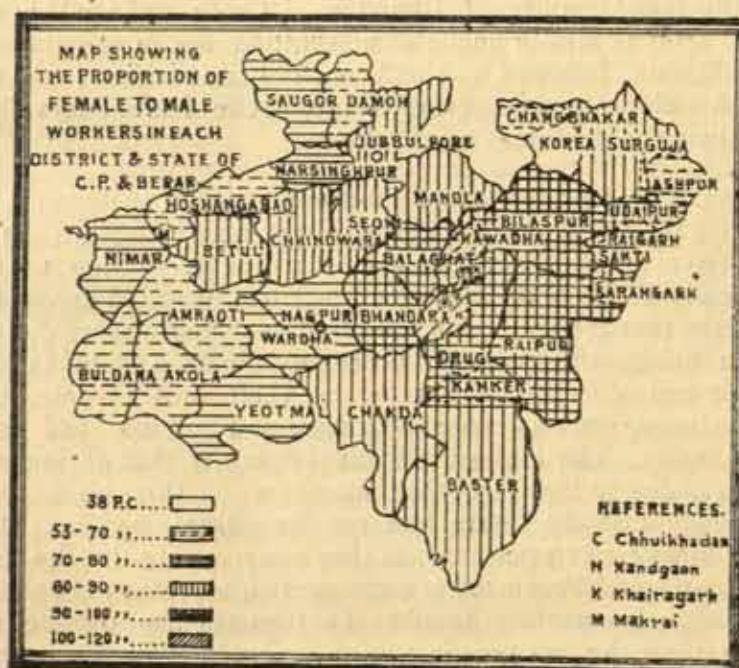 MAP SHOWING
THE PROPORTION OF
FEMALE TO MALE
WORKERS IN EACH
DISTRICT & STATE OF
C.P. & BERAR
SAUGOR DAMOH
JUBBULPORE
NARSINGHPUR
HOSHANGABAD
MANDLA
SEONI
NIMAR
M
BETUL
CHHINDWARA
BALAGHAT
KAWADHA
BILASPUR
CHANGBHAKAR
KOREA SURGUJA
JASHPUR
UDAIPUR
RAIGARH
SAKTI
SARANGARH
AMRAOTI
NAGPUR
BHANDARA
N
WARDHA
RAIPUR
DRUG
KANKER
BULDANA AKOLA
YEOTMAL
CHANDA
BASTER
38 P.C.....
53-70 ,,.....
70-80 ,,.....
80-90 ,,.....
90-100 ,,.....
100-120 ,,.....
REFERENCES.
C Chhuikhadan
N Nandgaon
K Khairagarh
M Makrai